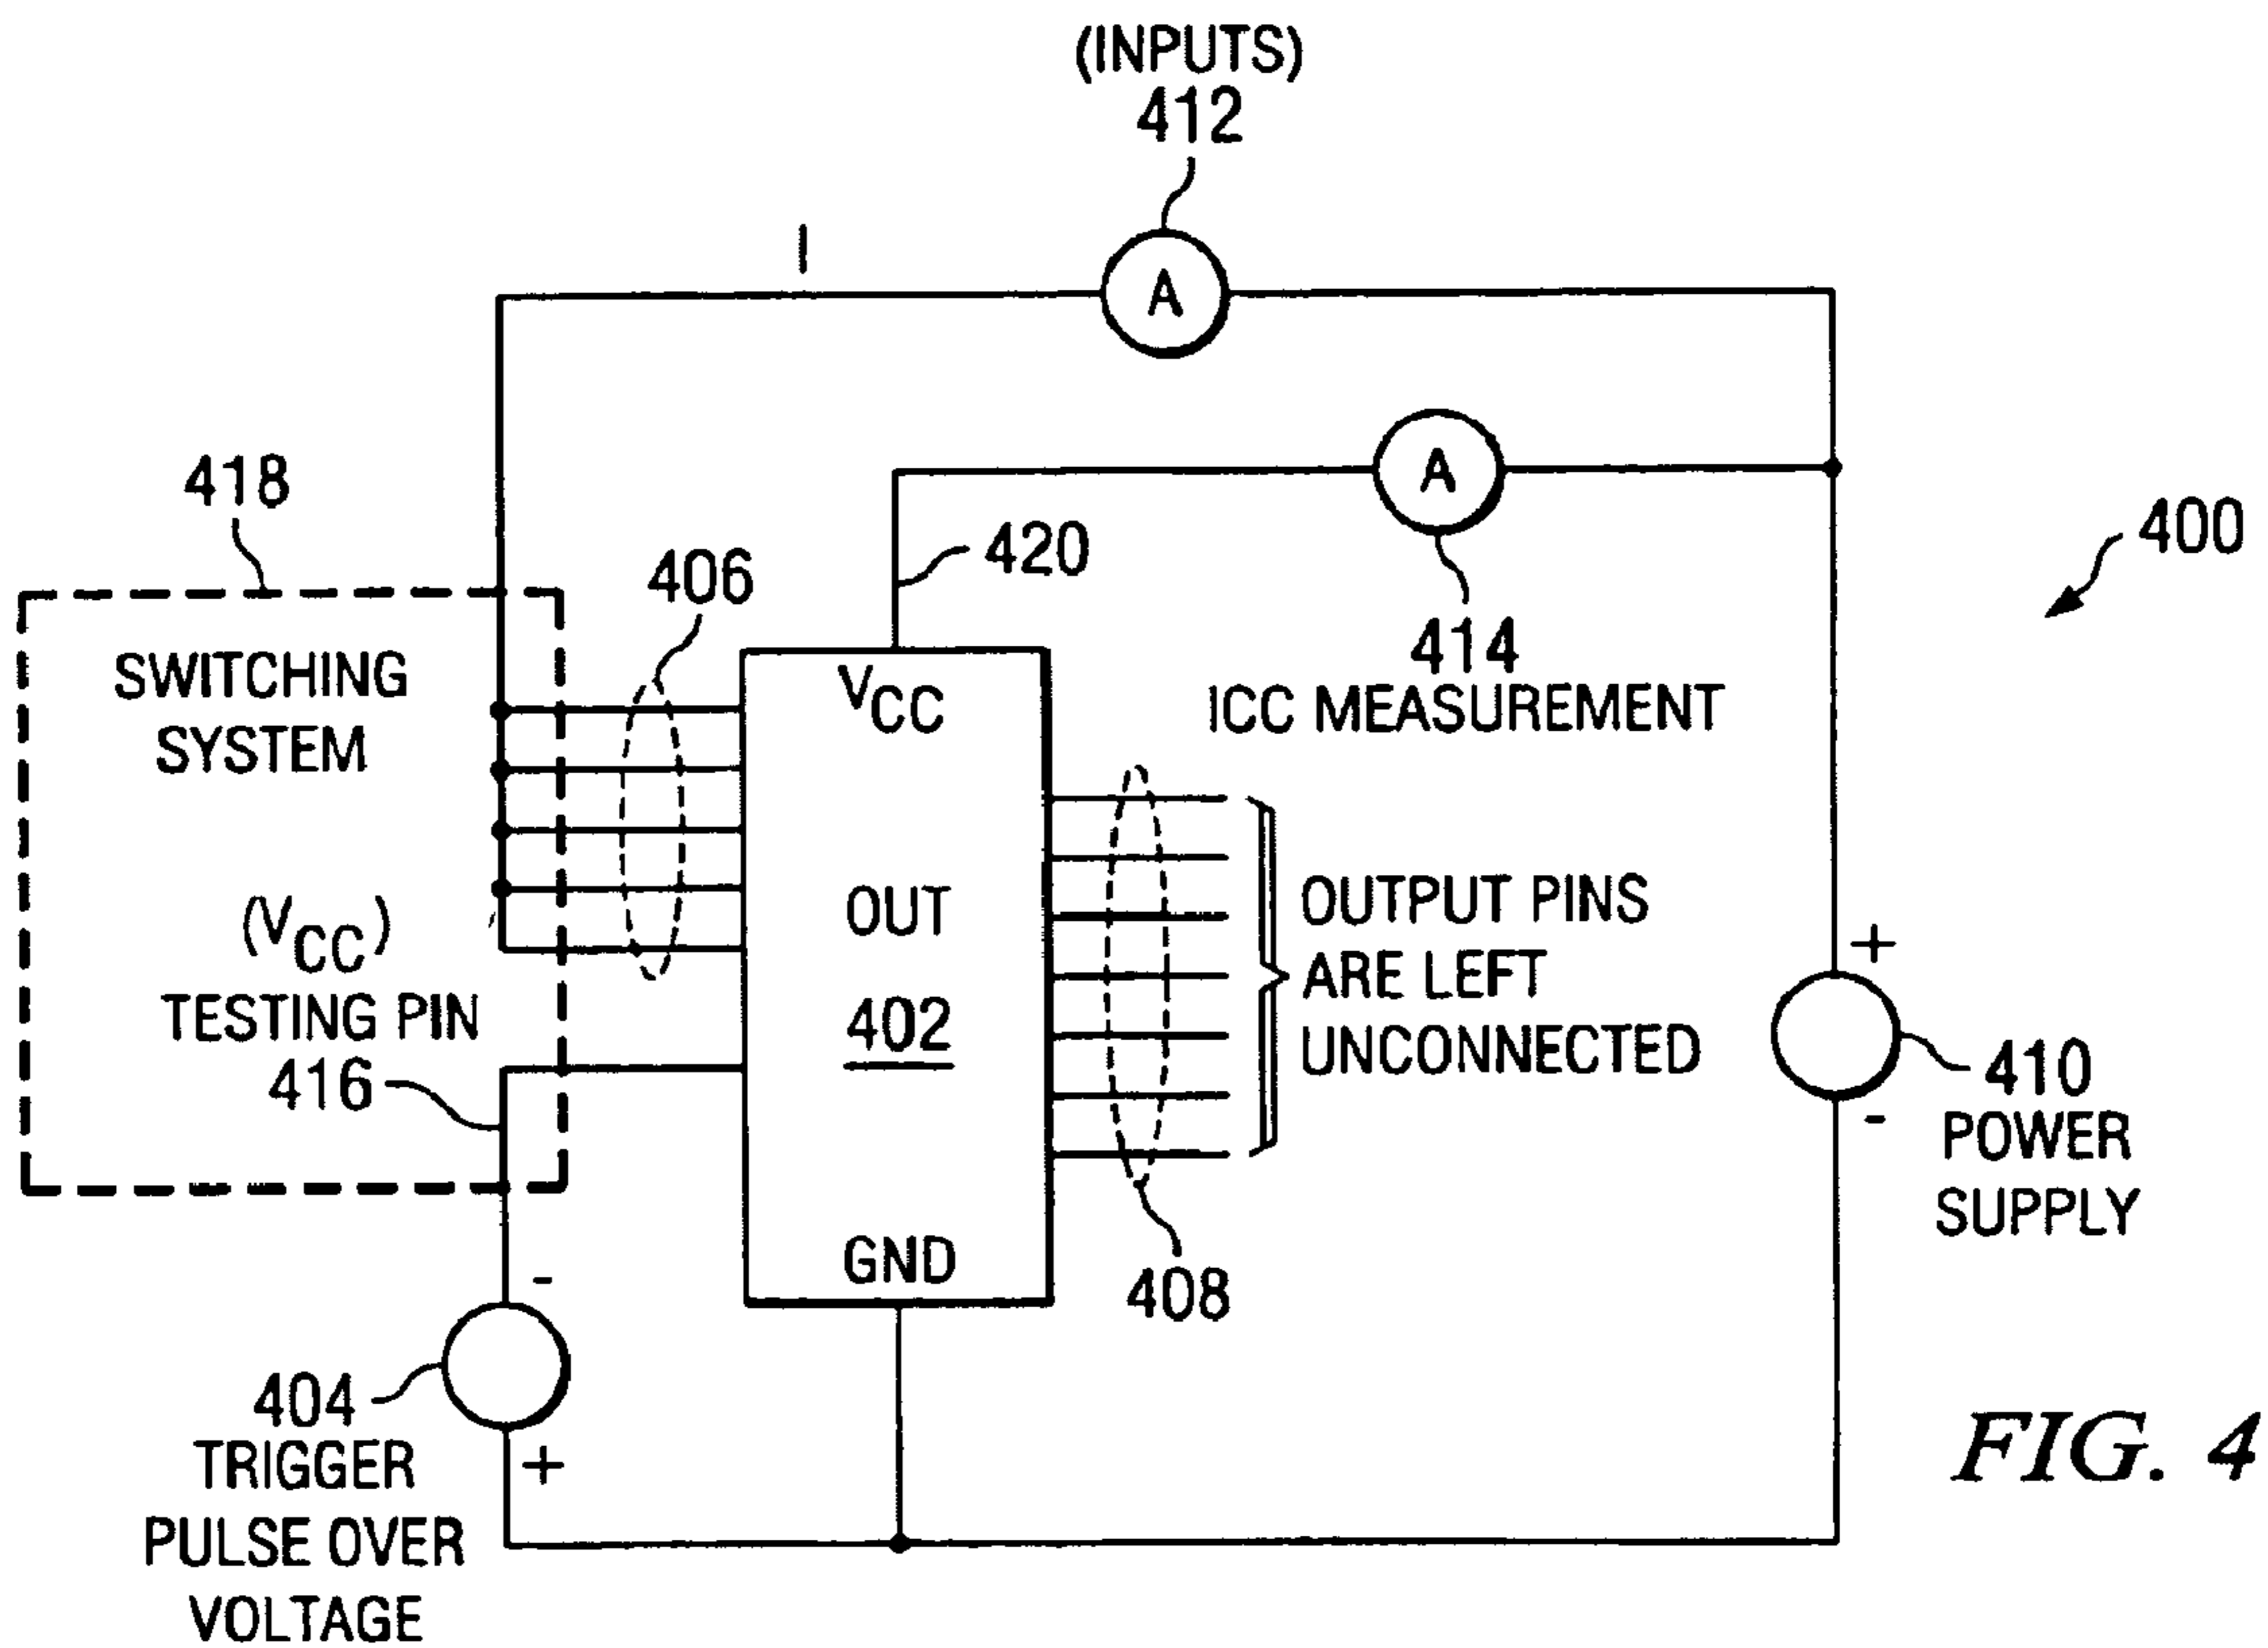 (INPUTS)
412
I
A
418
406
420
A
400
414
ICC MEASUREMENT
SWITCHING
SYSTEM
VCC
(VCC)
TESTING PIN
416
OUT
402
OUTPUT PINS
ARE LEFT
UNCONNECTED
+
-
410
POWER
SUPPLY
GND
408
-
+
404
TRIGGER
PULSE OVER
VOLTAGE
FIG. 4